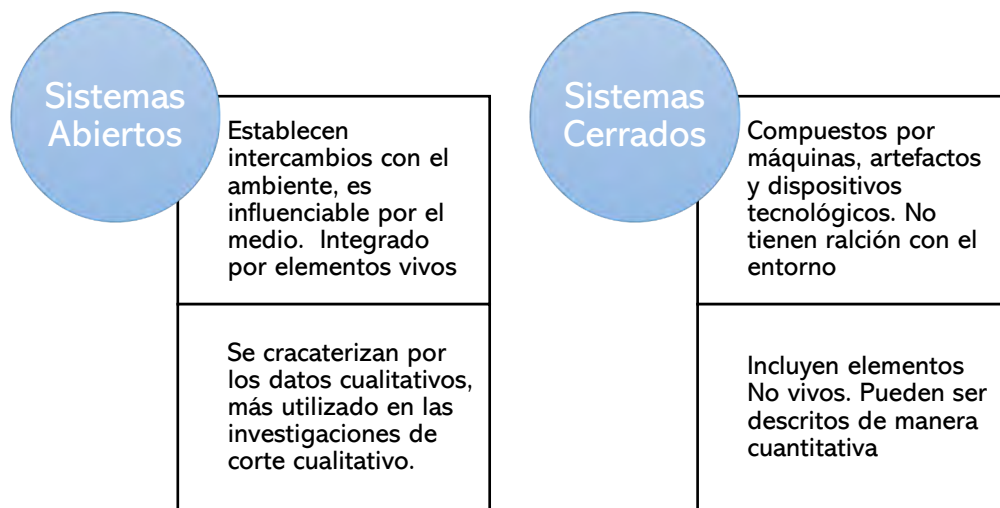 Sistemas
Abiertos
Establecen
intercambios con el
ambiente, es
influenciable por el
medio.  Integrado
por elementos vivos
Se cracaterizan por
los datos cualitativos,
más utilizado en las
investigaciones de
corte cualitativo.
Sistemas
Cerrados
Compuestos por
máquinas, artefactos
y dispositivos
tecnológicos. No
tienen ralción con el
entorno
Incluyen elementos
No vivos. Pueden ser
descritos de manera
cuantitativa